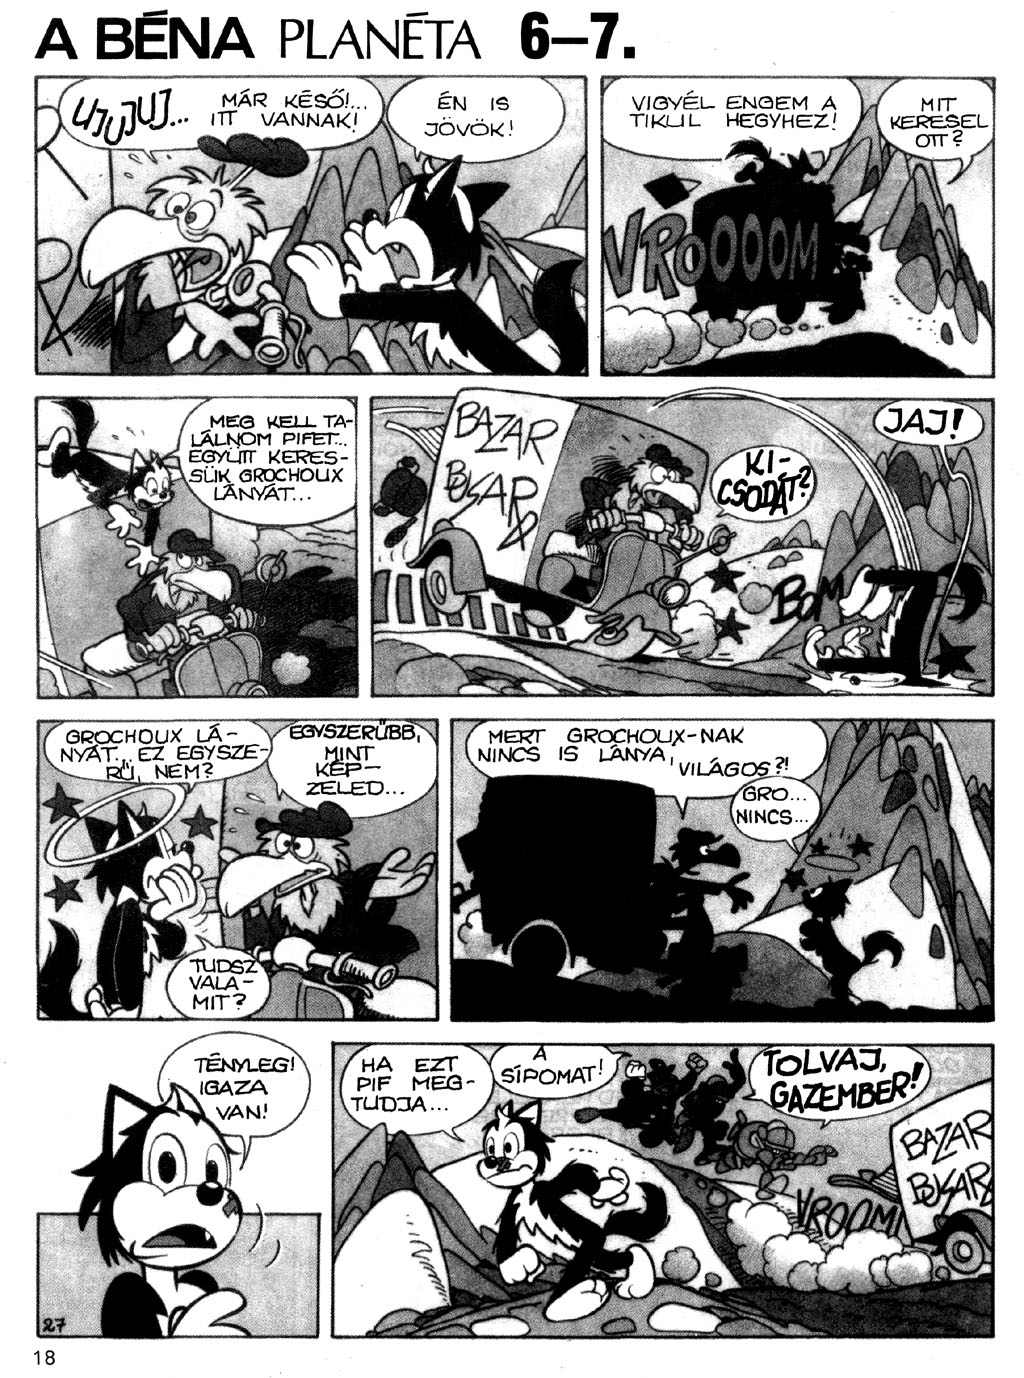 A BÉNA PLANÉTA 6–7.
UJUJUJ... MÁR KÉSŐ!...
ITT VANNAK!
ÉN IS
JÖVÖK!
VIGYÉL ENGEM A
TIKLIL HEGYHEZ!
MIT
KERESEL
OTT?
VROOOOM
MEG KELL TA-
LÁLNOM PIFET...
EGYÜTT KERES-
SÜK GROCHOUX
LÁNYÁT...
BAZAR
BUSAR
KI-
CSODÁT?
JAJ!
BOM
GROCHOUX LÁ-
NYÁT... EZ EGYSZE-
RŰ, NEM?
EGYSZERŰBB,
MINT
KÉP-
ZELED...
TUDSZ
VALA-
MIT?
MERT GROCHOUX-NAK
NINCS IS LÁNYA, VILÁGOS?!
GRO...
NINCS...
TÉNYLEG!
IGAZA
VAN!
HA EZT
PIF MEG-
TUDJA...
A
SÍPOMAT!
TOLVAJ,
GAZEMBER!
BAZAR
BUSAR
VROOM
27
18